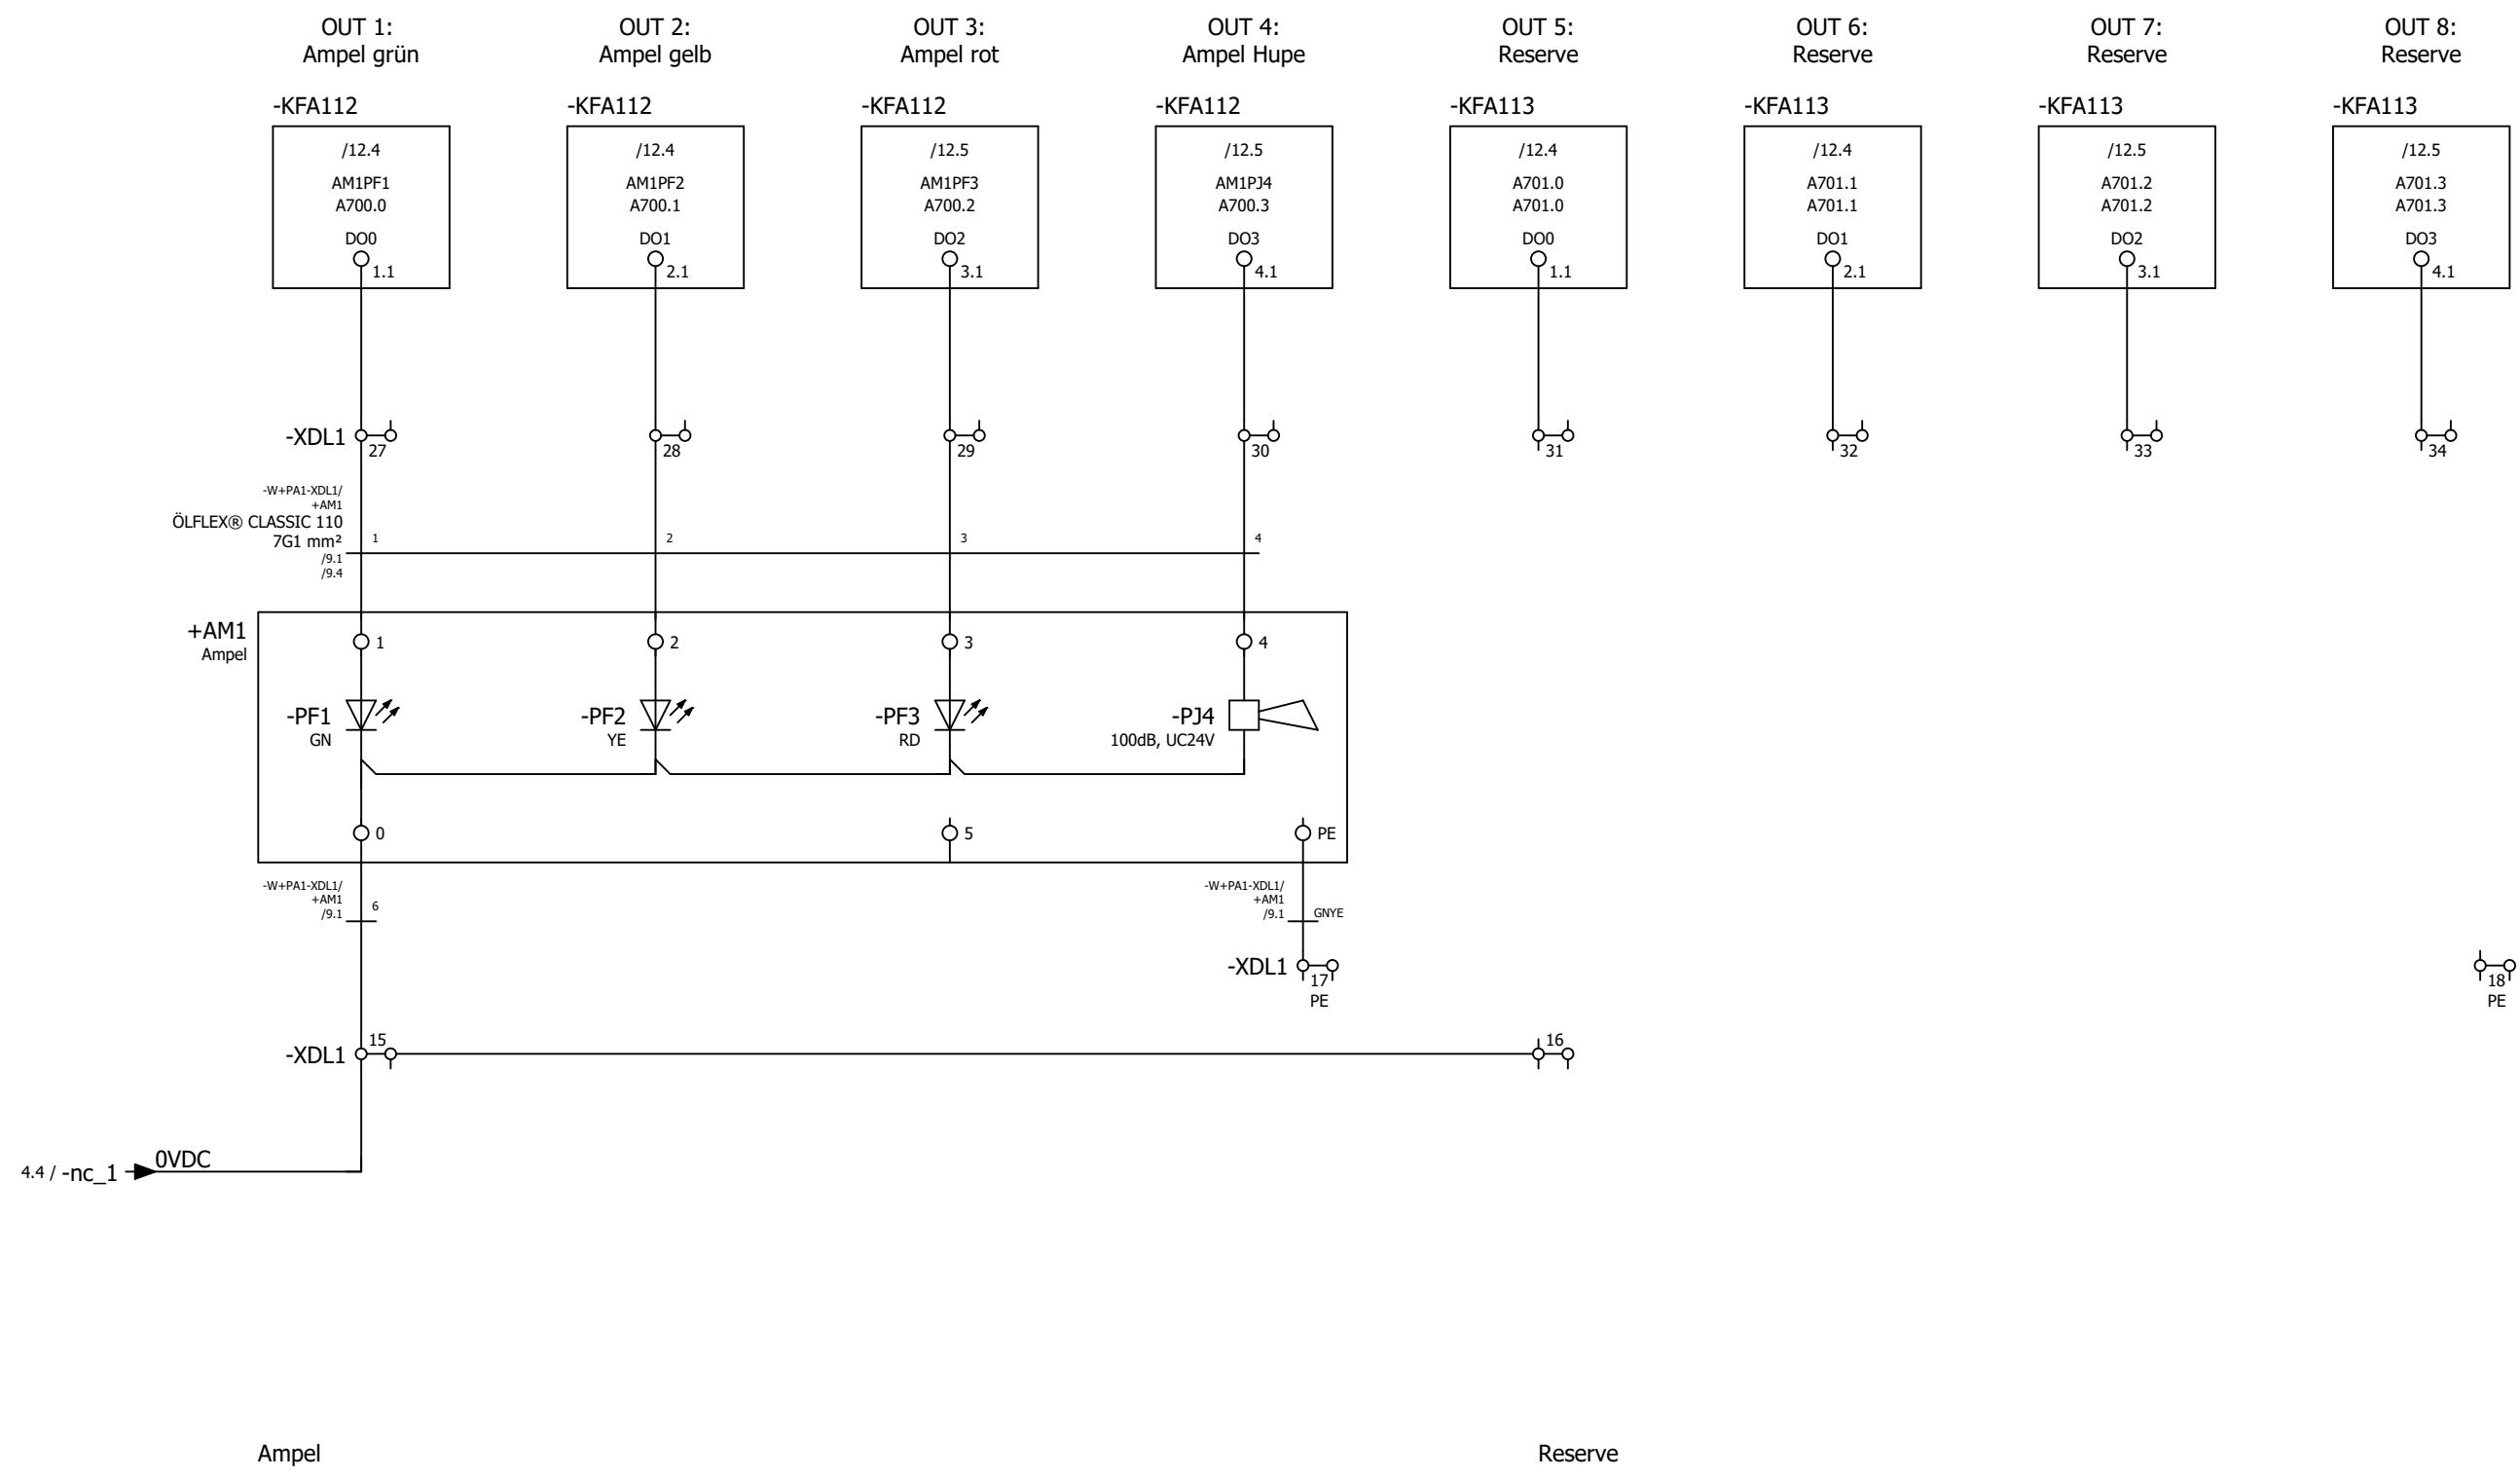 OUT 1:
Ampel grün
OUT 2:
Ampel gelb
OUT 3:
Ampel rot
OUT 4:
Ampel Hupe
OUT 5:
Reserve
OUT 6:
Reserve
OUT 7:
Reserve
OUT 8:
Reserve
-KFA112
/12.4
AM1PF1
A700.0
DO0
1.1
-KFA112
/12.4
AM1PF2
A700.1
DO1
2.1
-KFA112
/12.5
AM1PF3
A700.2
DO2
3.1
-KFA112
/12.5
AM1PJ4
A700.3
DO3
4.1
-KFA113
/12.4
A701.0
A701.0
DO0
1.1
-KFA113
/12.4
A701.1
A701.1
DO1
2.1
-KFA113
/12.5
A701.2
A701.2
DO2
3.1
-KFA113
/12.5
A701.3
A701.3
DO3
4.1
-XDL1
27
28
29
30
31
32
33
34
-W+PA1-XDL1/
+AM1
ÖLFLEX® CLASSIC 110
7G1 mm²
/9.1
/9.4
1
2
3
4
+AM1
Ampel
1
2
3
4
-PF1
GN
-PF2
YE
-PF3
RD
-PJ4
100dB, UC24V
0
5
PE
-W+PA1-XDL1/
+AM1
/9.1
6
-W+PA1-XDL1/
+AM1
/9.1
GNYE
-XDL1
17
PE
18
PE
-XDL1
15
16
4.4 / -nc_1
0VDC
Ampel
Reserve